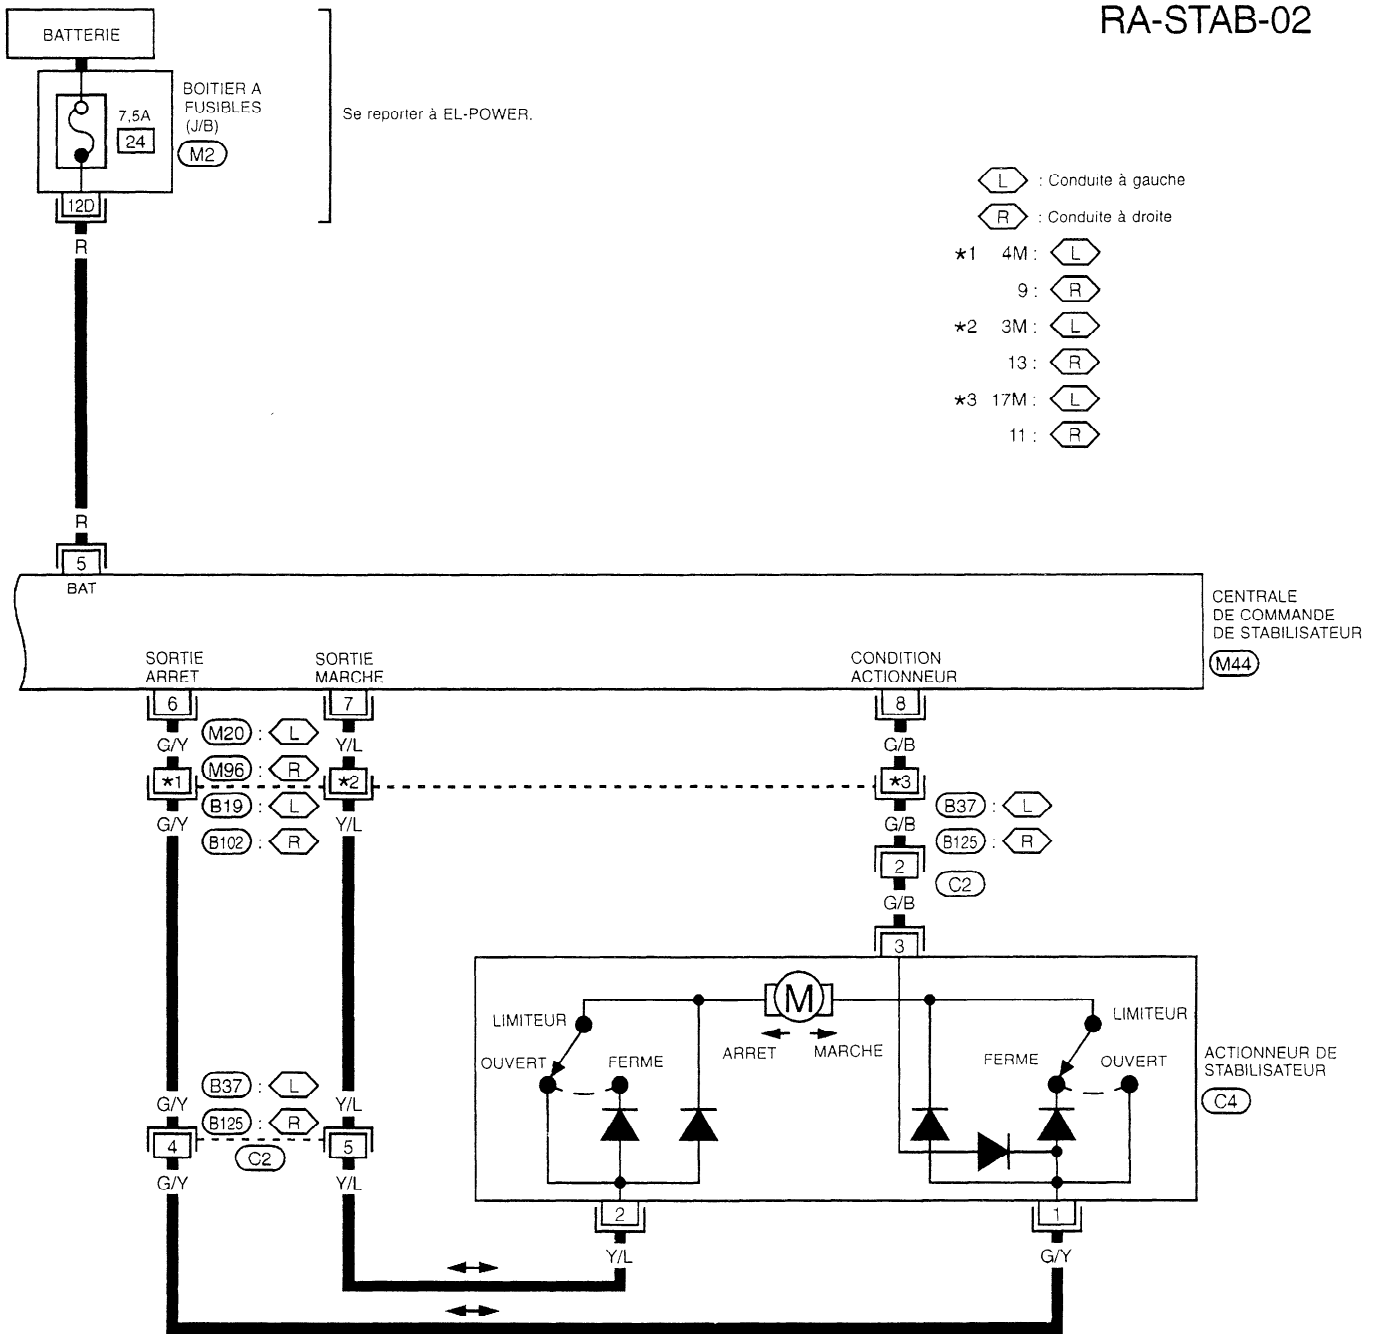 RA-STAB-02
BATTERIE
BOITIER A
FUSIBLES
(J/B)
M2
7,5A
24
12D
Se reporter à EL-POWER.
L : Conduite à gauche
R : Conduite à droite
★1 4M : L
9 : R
★2 3M : L
13 : R
★3 17M : L
11 : R
R
R
5
BAT
CENTRALE
DE COMMANDE
DE STABILISATEUR
M44
SORTIE
ARRET
SORTIE
MARCHE
CONDITION
ACTIONNEUR
6
7
8
G/Y
M20 : L
Y/L
G/B
M96 : R
★1
★2
★3
B19 : L
B37 : L
G/Y
Y/L
G/B
B102 : R
B125 : R
2
C2
G/B
3
M
LIMITEUR
LIMITEUR
ARRET
MARCHE
OUVERT
FERME
FERME
OUVERT
ACTIONNEUR DE
STABILISATEUR
C4
B37 : L
G/Y
Y/L
B125 : R
4
5
C2
G/Y
Y/L
2
1
Y/L
G/Y